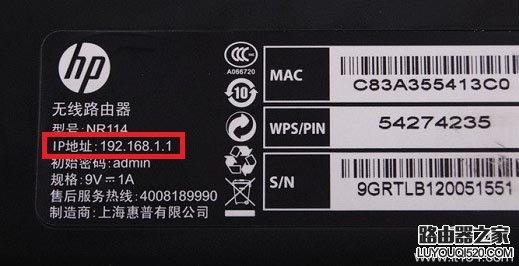 hp
无线路由器
型号:NR114
IP地址:192.168.1.1
初始密码:admin
规格:9V⎓1A
售后服务热线:4008189990
制造商:上海惠普有限公司
CCC
A066720
10
MAC
C83A355413C0
WPS/PIN
54274235
S/N
9GRTLB120051551
路由器之家
LUYOUQI520.COM